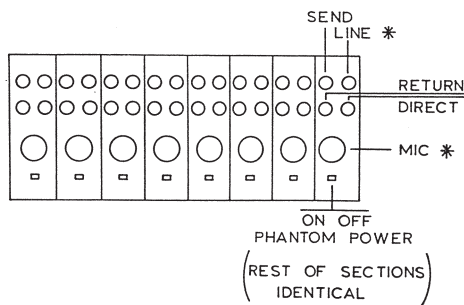 SEND
LINE *
RETURN
DIRECT
MIC *
ON OFF
PHANTOM POWER
(REST OF SECTIONS
IDENTICAL)